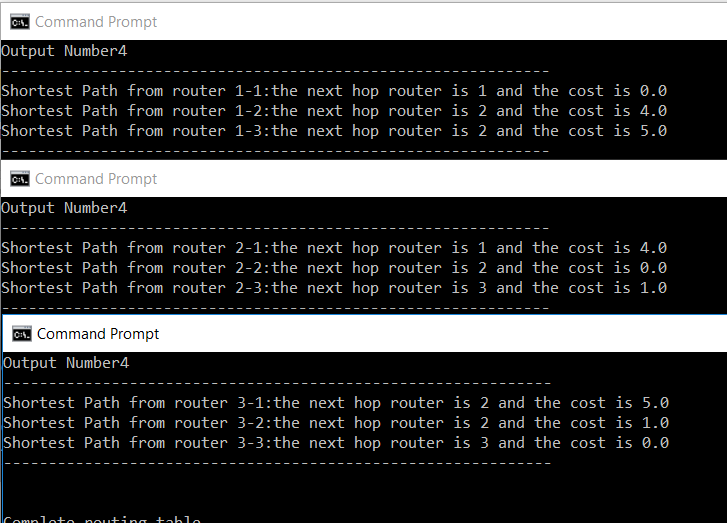 Command Prompt
Output Number4
-------------------------------------------------------------
Shortest Path from router 1-1:the next hop router is 1 and the cost is 0.0
Shortest Path from router 1-2:the next hop router is 2 and the cost is 4.0
Shortest Path from router 1-3:the next hop router is 2 and the cost is 5.0
-------------------------------------------------------------
Command Prompt
Output Number4
-------------------------------------------------------------
Shortest Path from router 2-1:the next hop router is 1 and the cost is 4.0
Shortest Path from router 2-2:the next hop router is 2 and the cost is 0.0
Shortest Path from router 2-3:the next hop router is 3 and the cost is 1.0
-------------------------------------------------------------
Command Prompt
Output Number4
-------------------------------------------------------------
Shortest Path from router 3-1:the next hop router is 2 and the cost is 5.0
Shortest Path from router 3-2:the next hop router is 2 and the cost is 1.0
Shortest Path from router 3-3:the next hop router is 3 and the cost is 0.0
-------------------------------------------------------------
Complete routing table